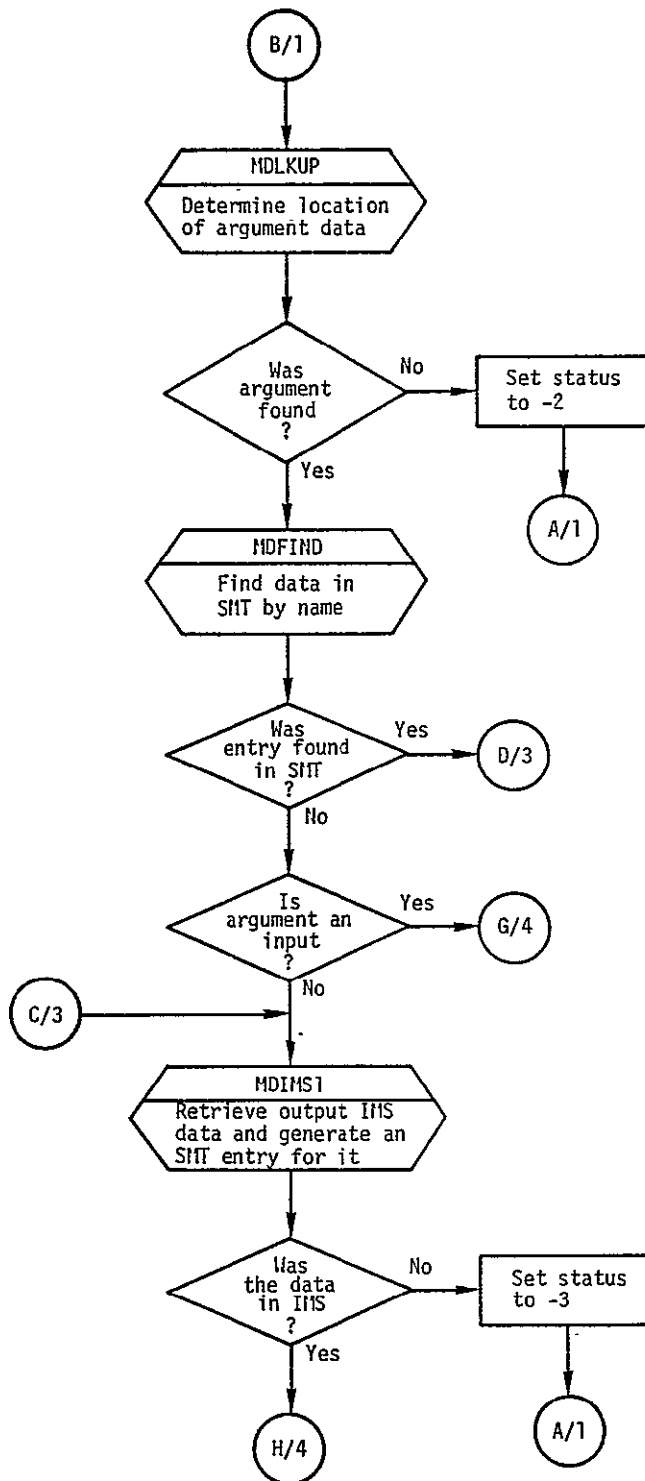 B/1
MDLKUP
Determine location
of argument data
Was
argument
found
?
No
Set status
to -2
Yes
A/1
MDFIND
Find data in
SMT by name
Was
entry found
in SMT
?
Yes
D/3
No
Is
argument an
input
?
Yes
G/4
No
C/3
MDIMS1
Retrieve output IMS
data and generate an
SMT entry for it
Was
the data
in IMS
?
No
Set status
to -3
Yes
H/4
A/1